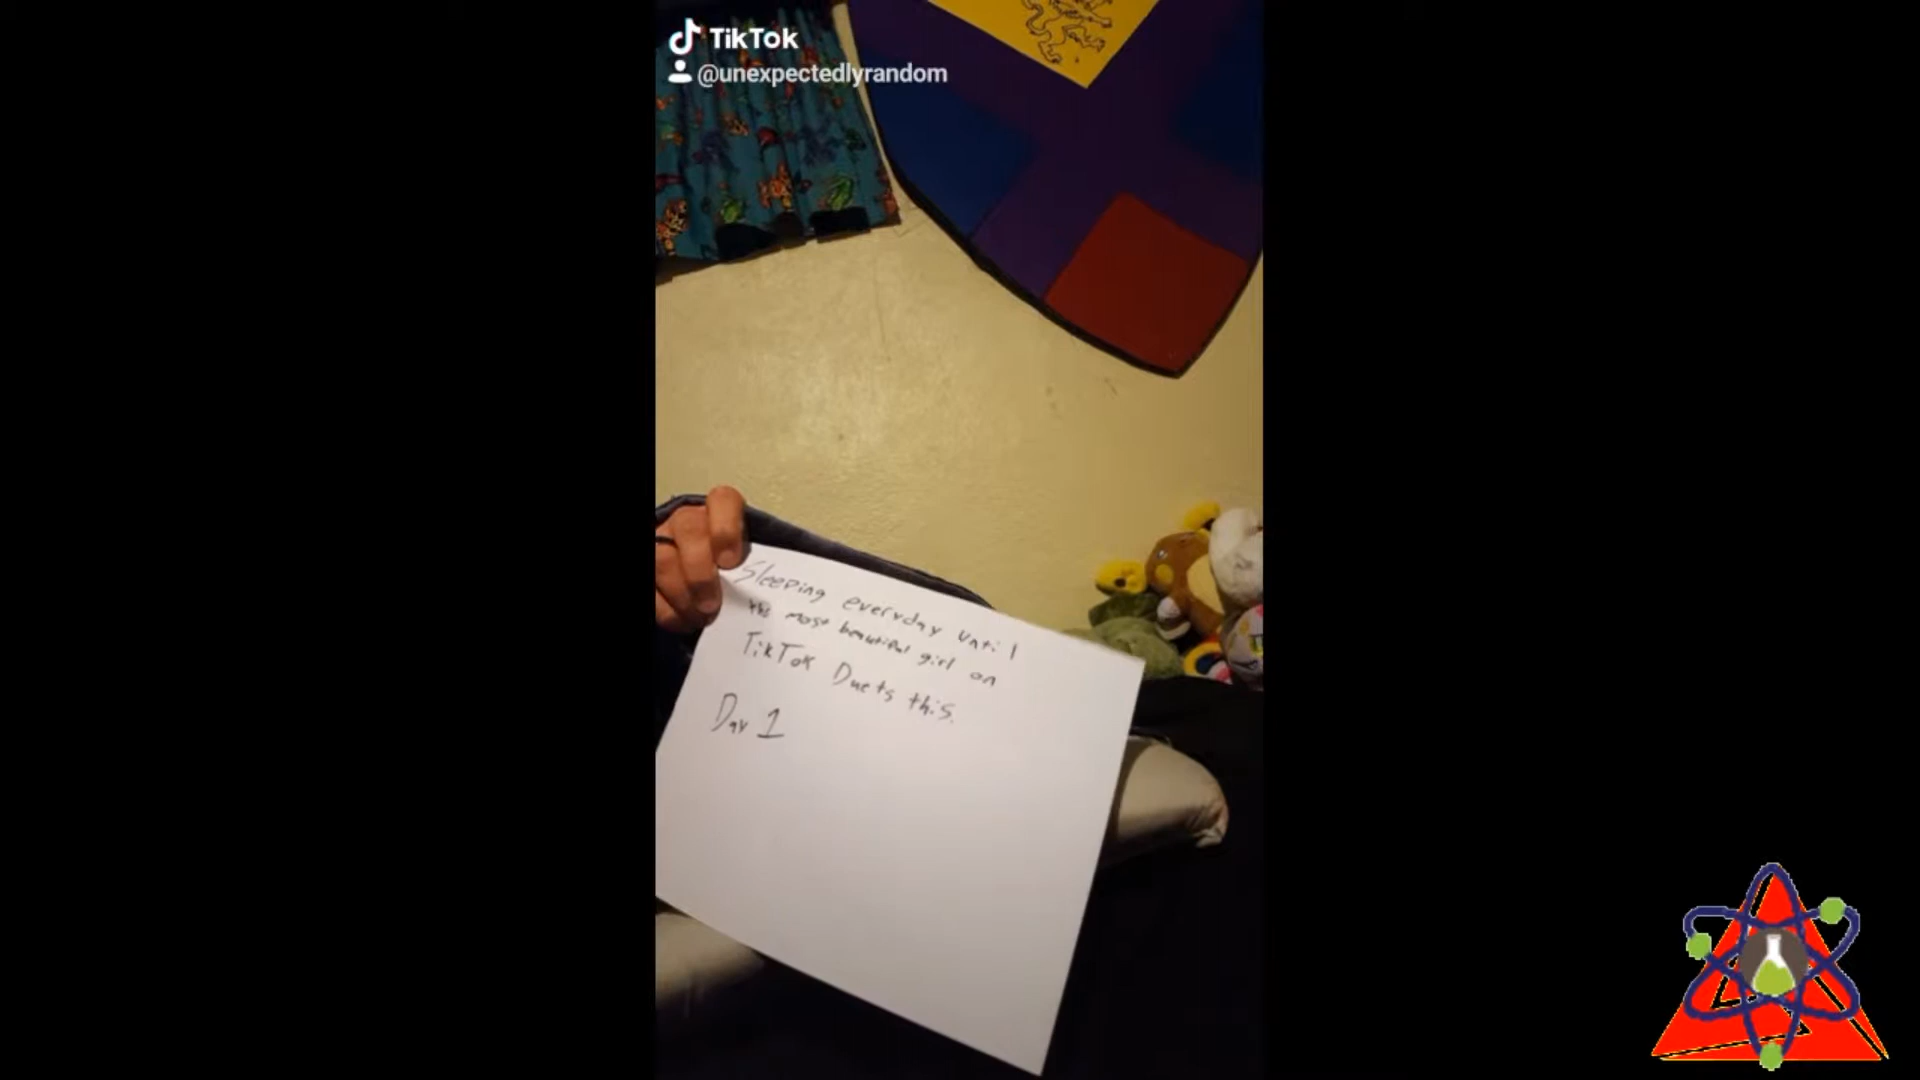 TikTok
@unexpectedlyrandom
Sleeping everyday until
the most beautiful girl on
TikTok Duets this.
Day 1